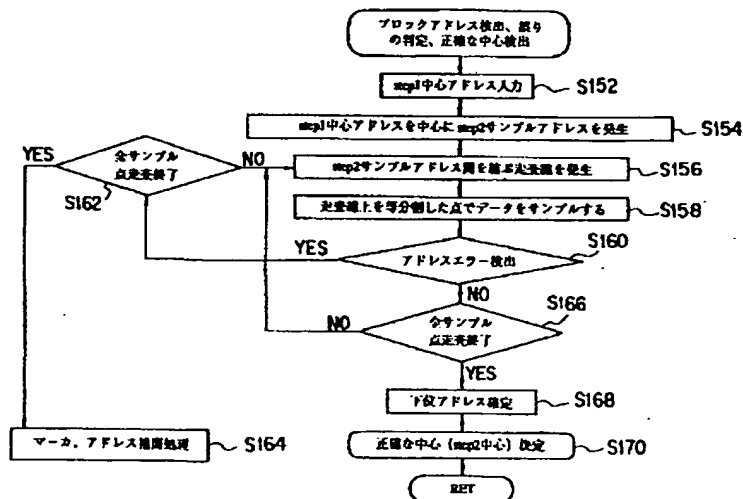 ブロックアドレス検出、誤り
の判定、正確な中心検出
step1中心アドレス入力
S152
step1中心アドレスを中心にstep2サンプルアドレスを発生
S154
YES
全サンプル
点走査終了
NO
S162
step2サンプルアドレス間を結ぶ走査線を発生
S156
走査線上を等分割した点でデータをサンプルする
S158
YES
アドレスエラー検出
S160
NO
NO
全サンプル
点走査終了
S166
YES
下位アドレス確定
S168
マーカ、アドレス補間処理
S164
正確な中心(step2中心)決定
S170
RET